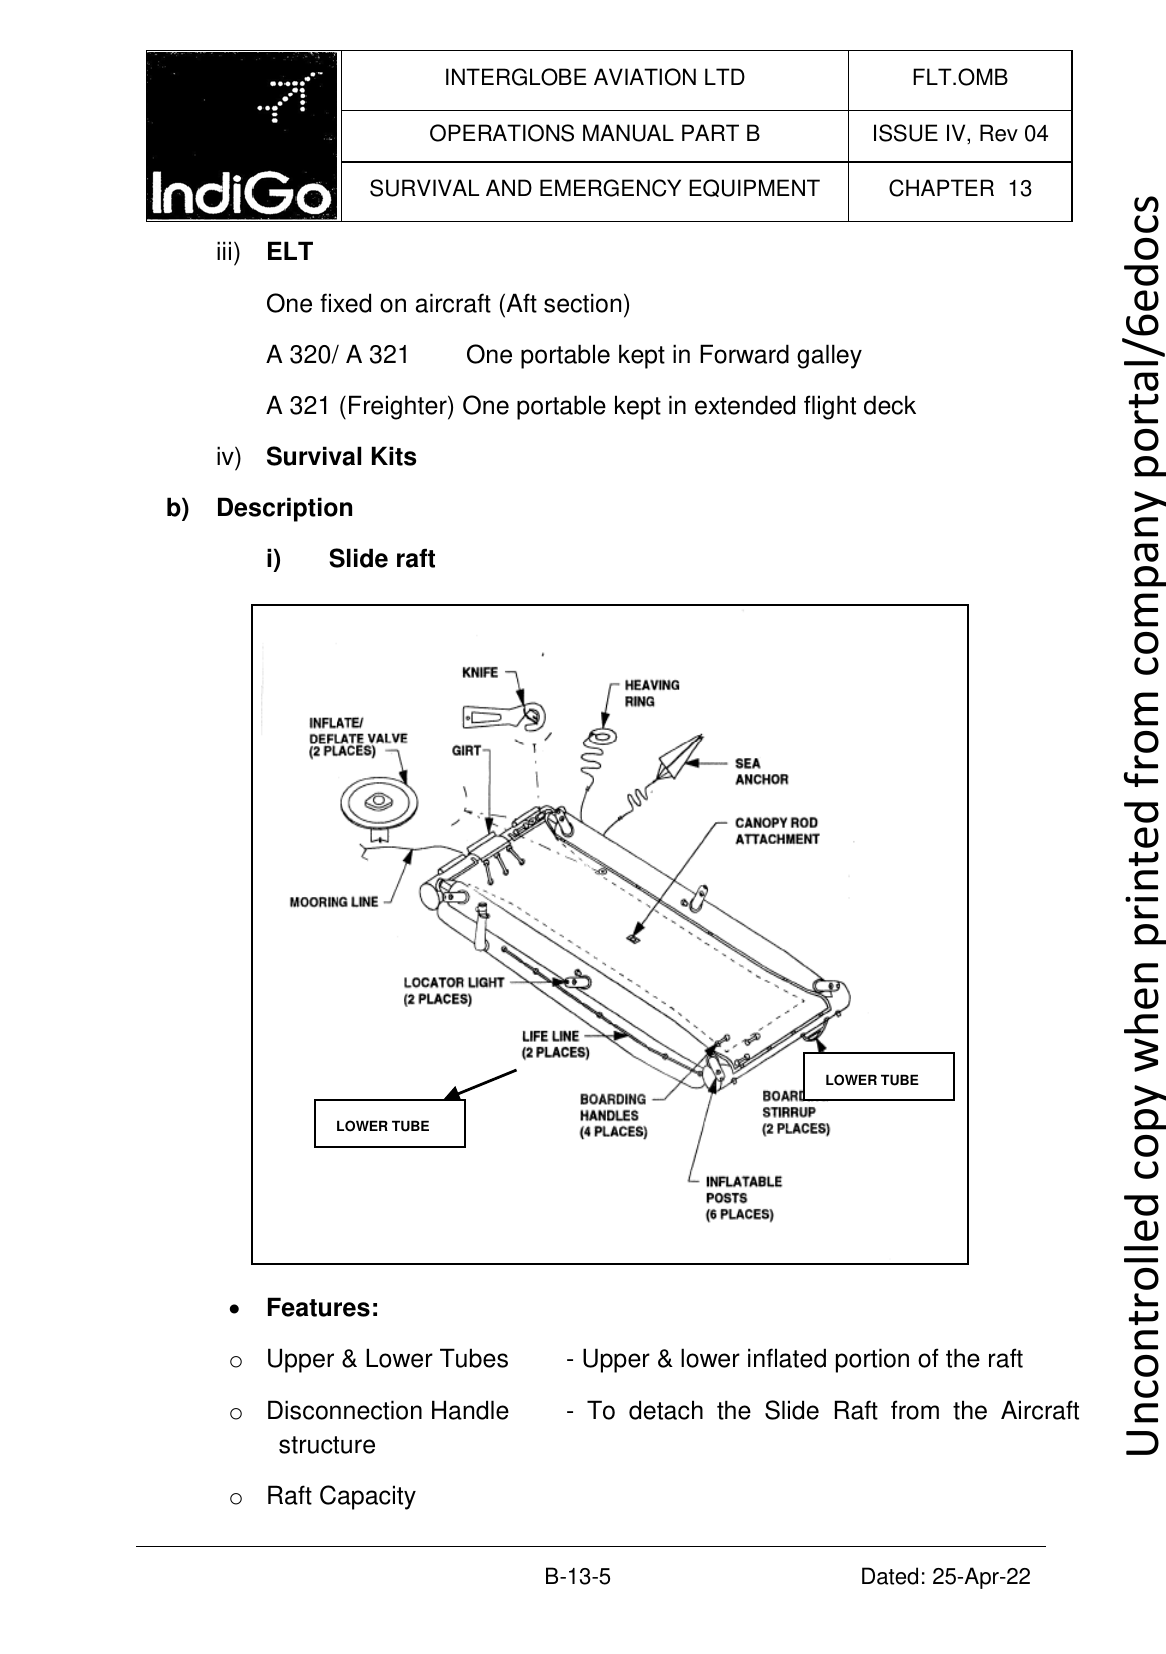 INTERGLOBE AVIATION LTD FLT.OMB
OPERATIONS MANUAL PART B ISSUE IV, Rev 04
SURVIVAL AND EMERGENCY EQUIPMENT CHAPTER 13
IndiGo
iii) ELT
One fixed on aircraft (Aft section)
A 320/ A 321 One portable kept in Forward galley
A 321 (Freighter) One portable kept in extended flight deck
iv) Survival Kits
b) Description
i) Slide raft
KNIFE
HEAVING
RING
INFLATE/
DEFLATE VALVE
(2 PLACES)
GIRT
SEA
ANCHOR
CANOPY ROD
ATTACHMENT
MOORING LINE
LOCATOR LIGHT
(2 PLACES)
LIFE LINE
(2 PLACES)
LOWER TUBE
LOWER TUBE
BOARDING
HANDLES
(4 PLACES)
STIRRUP
(2 PLACES)
INFLATABLE
POSTS
(6 PLACES)
• Features:
o Upper & Lower Tubes - Upper & lower inflated portion of the raft
o Disconnection Handle - To detach the Slide Raft from the Aircraft
structure
o Raft Capacity
B-13-5 Dated: 25-Apr-22
Uncontrolled copy when printed from company portal/6edocs